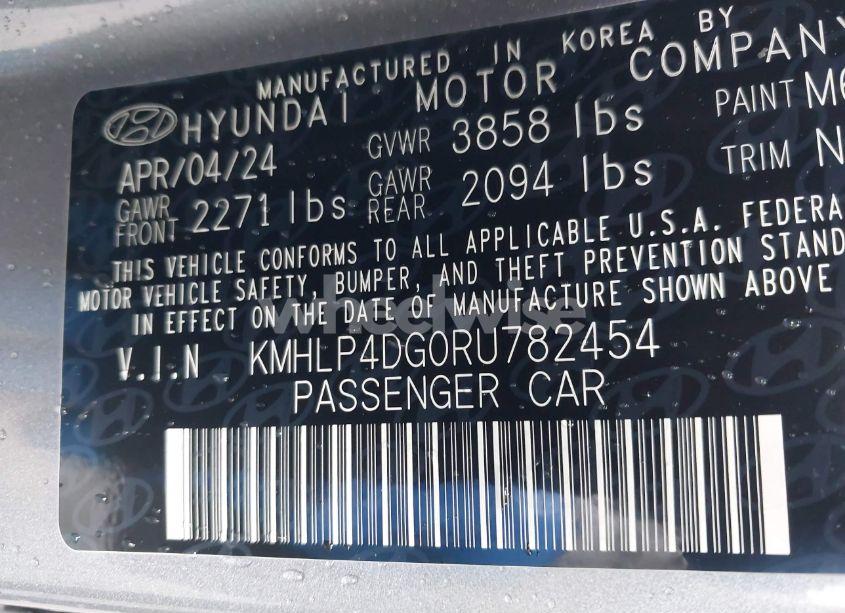 MANUFACTURED IN KOREA BY
HYUNDAI MOTOR COMPANY
APR/04/24 GVWR 3858 lbs PAINT M6
GAWR FRONT 2271 lbs GAWR REAR 2094 lbs TRIM N
THIS VEHICLE CONFORMS TO ALL APPLICABLE U.S.A. FEDERA
MOTOR VEHICLE SAFETY, BUMPER, AND THEFT PREVENTION STAND
IN EFFECT ON THE DATE OF MANUFACTURE SHOWN ABOVE
wheelwise
V.I.N KMHLP4DG0RU782454
PASSENGER CAR